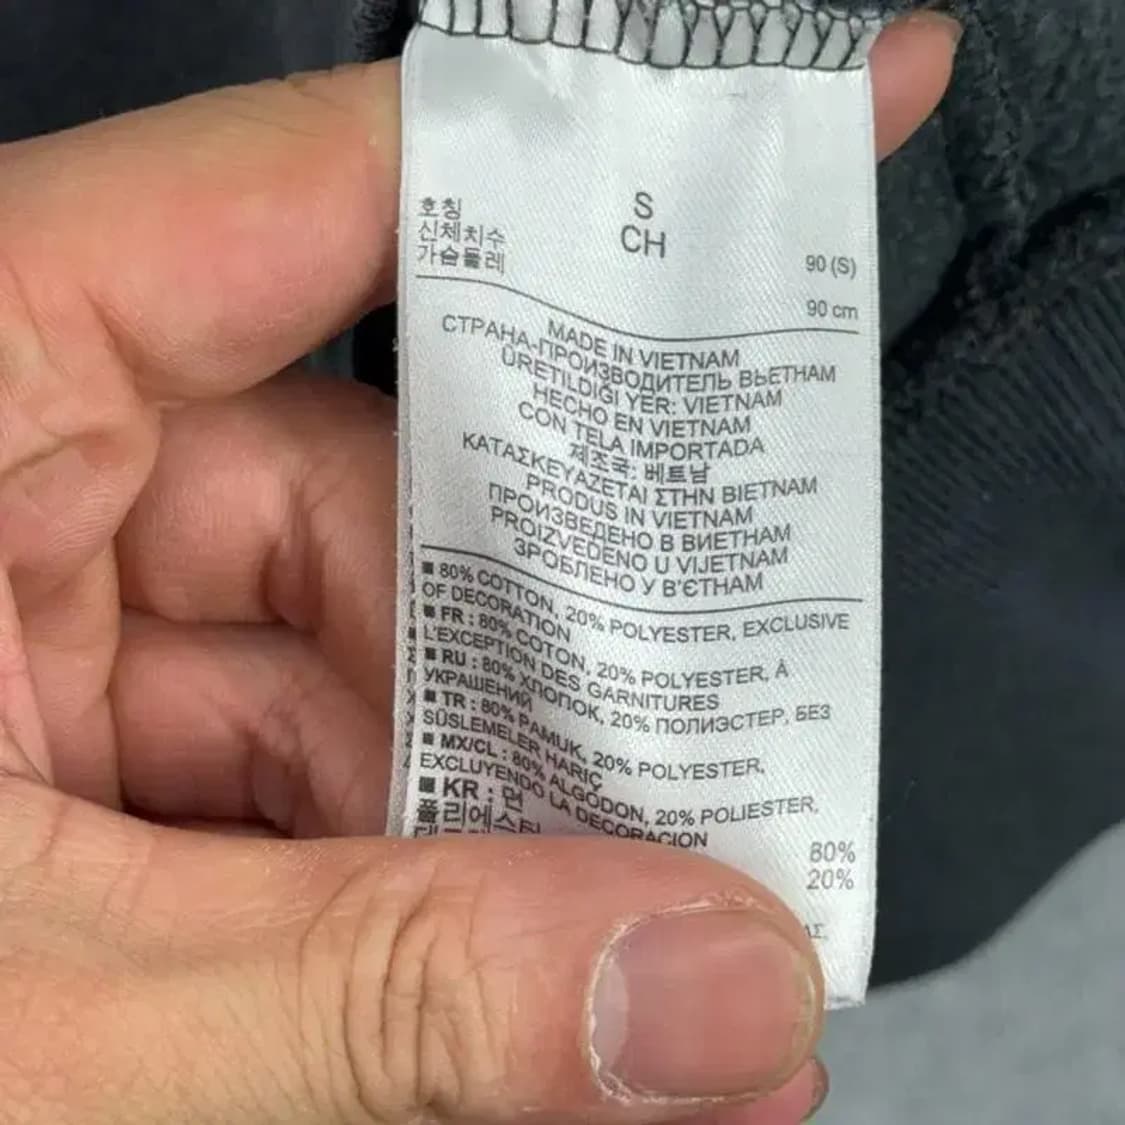 S
CH
호칭
신체치수
가슴둘레
90 (S)
90 cm
MADE IN VIETNAM
СТРАНА-ПРОИЗВОДИТЕЛЬ ВЬЕТНАМ
ÜRETILDIĞI YER: VIETNAM
HECHO EN VIETNAM
CON TELA IMPORTADA
제조국: 베트남
ΚΑΤΑΣΚΕΥΑΖΕΤΑΙ ΣΤΗΝ ΒΙΕΤΝΑΜ
PRODUS IN VIETNAM
ПРОИЗВЕДЕНО В ВИЕТНАМ
PROIZVEDENO U VIJETNAM
ЗРОБЛЕНО У В'ЄТНАМ
■ 80% COTTON, 20% POLYESTER, EXCLUSIVE
OF DECORATION
■ FR : 80% COTON, 20% POLYESTER, À
L'EXCEPTION DES GARNITURES
■ RU : 80% ХЛОПОК, 20% ПОЛИЭСТЕР, БЕЗ
УКРАШЕНИЙ
■ TR : 80% PAMUK, 20% POLYESTER,
SÜSLEMELER HARIÇ
■ MX/CL : 80% ALGODON, 20% POLIESTER,
EXCLUYENDO LA DECORACION
■ KR : 면
80%
폴리에스터
20%